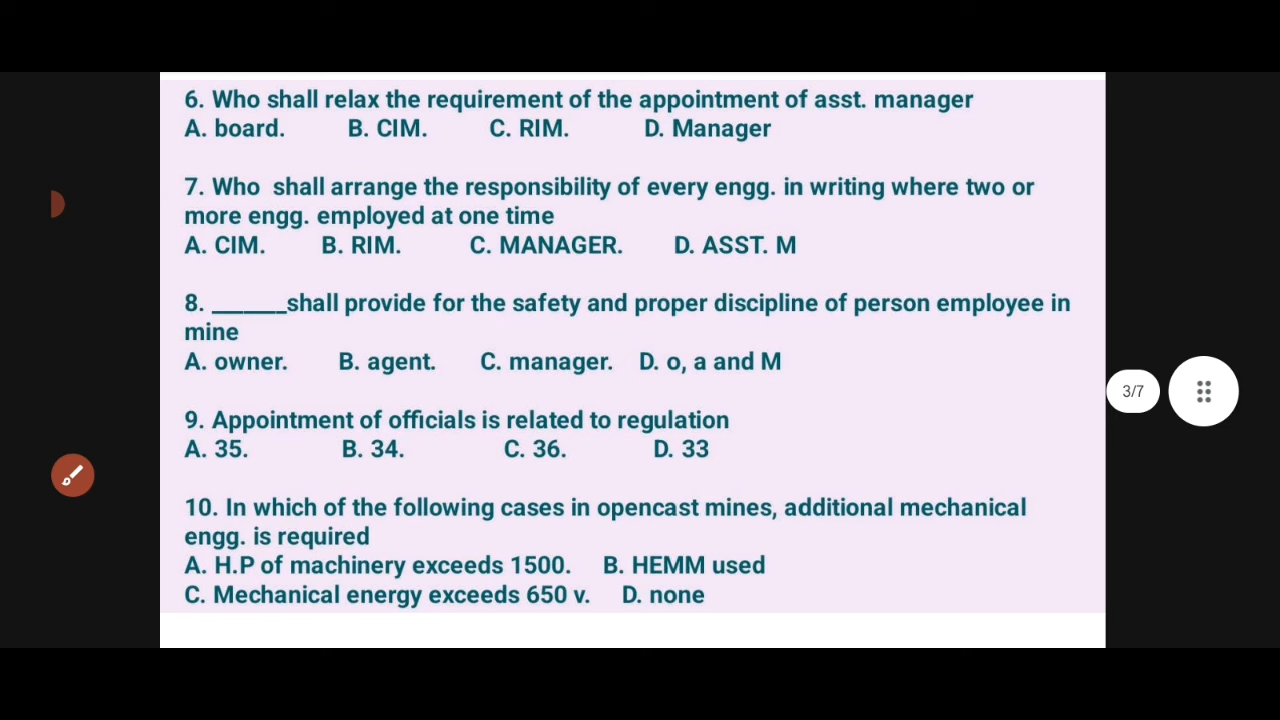 6. Who shall relax the requirement of the appointment of asst. manager
A. board. B. CIM. C. RIM. D. Manager
7. Who shall arrange the responsibility of every engg. in writing where two or
more engg. employed at one time
A. CIM. B. RIM. C. MANAGER. D. ASST. M
8. ______shall provide for the safety and proper discipline of person employee in
mine
A. owner. B. agent. C. manager. D. o, a and M
9. Appointment of officials is related to regulation
A. 35. B. 34. C. 36. D. 33
10. In which of the following cases in opencast mines, additional mechanical
engg. is required
A. H.P of machinery exceeds 1500. B. HEMM used
C. Mechanical energy exceeds 650 v. D. none
3/7